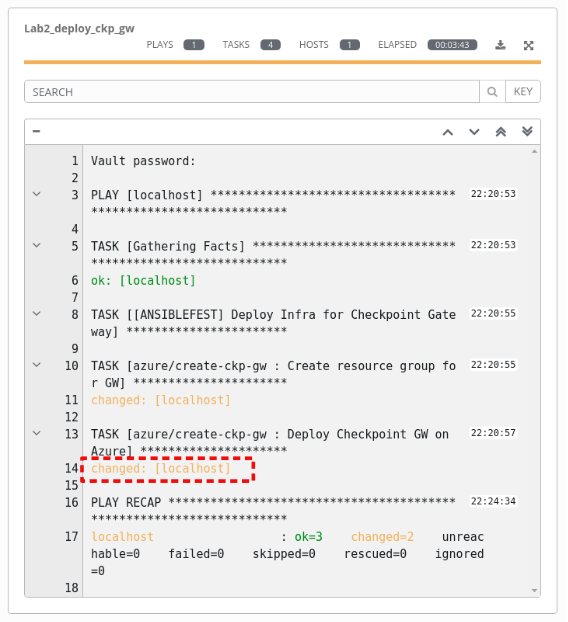 Lab2_deploy_ckp_gw
PLAYS 1 TASKS 4 HOSTS 1 ELAPSED 00:03:43
SEARCH KEY
1 Vault password:
2
3 PLAY [localhost] *********************************** 22:20:53
****************************
4
5 TASK [Gathering Facts] ***************************** 22:20:53
****************************
6 ok: [localhost]
7
8 TASK [[ANSIBLEFEST] Deploy Infra for Checkpoint Gate 22:20:55
way] ***********************
9
10 TASK [azure/create-ckp-gw : Create resource group fo 22:20:55
r GW] **********************
11 changed: [localhost]
12
13 TASK [azure/create-ckp-gw : Deploy Checkpoint GW on 22:20:57
Azure] *********************
14 changed: [localhost]
15
16 PLAY RECAP ***************************************** 22:24:34
****************************
17 localhost : ok=3 changed=2 unreac
hable=0 failed=0 skipped=0 rescued=0 ignored
=0
18